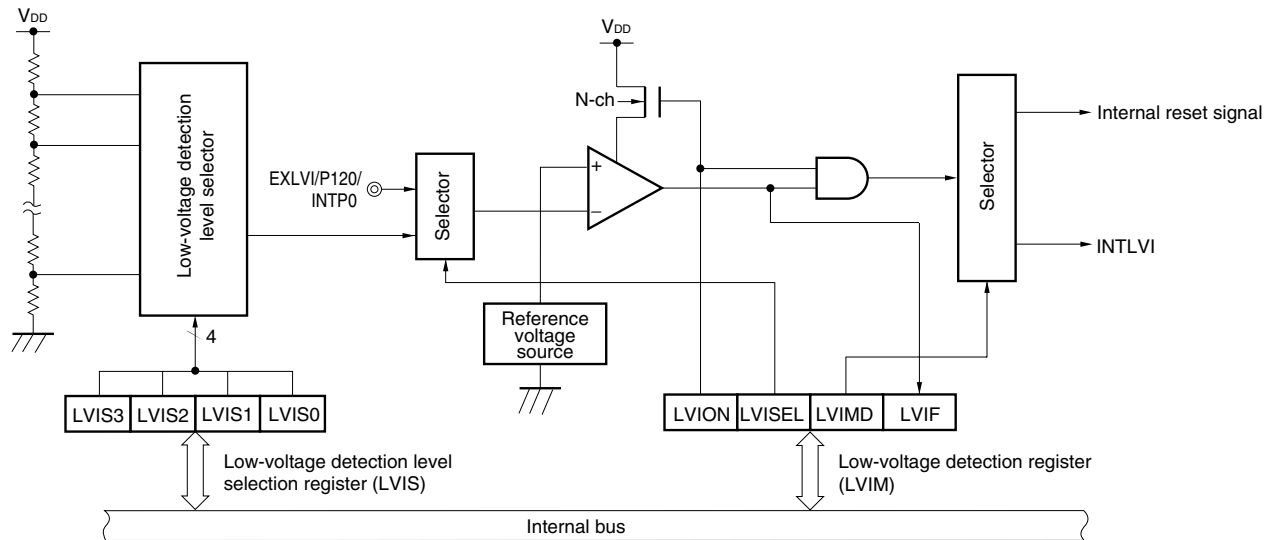 VDD
Low-voltage detection
level selector
4
LVIS3 LVIS2 LVIS1 LVIS0
Low-voltage detection level
selection register (LVIS)
EXLVI/P120/
INTP0
Selector
VDD
N-ch
+
–
Reference
voltage
source
Selector
Internal reset signal
INTLVI
LVION LVISEL LVIMD LVIF
Low-voltage detection register
(LVIM)
Internal bus